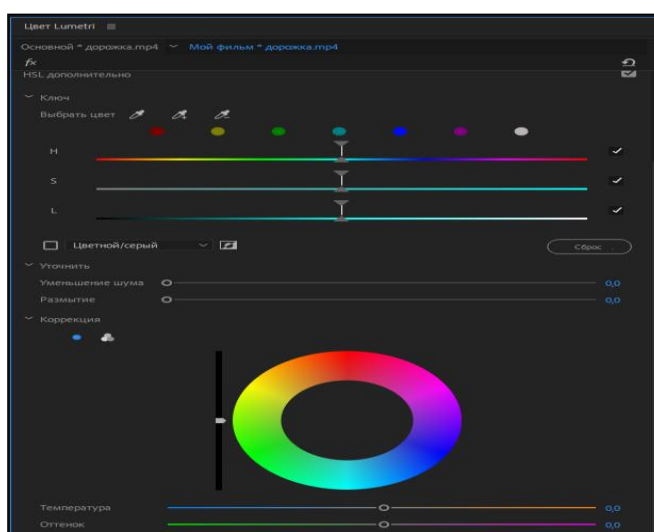 Цвет Lumetri
Основной * дорожка.mp4 Мой фильм * дорожка.mp4
fx
HSL дополнительно
Ключ
Выбрать цвет
H
S
L
Цветной/серый Сброс
Уточнить
Уменьшение шума 0,0
Размытие 0,0
Коррекция
Температура 0,0
Оттенок 0,0